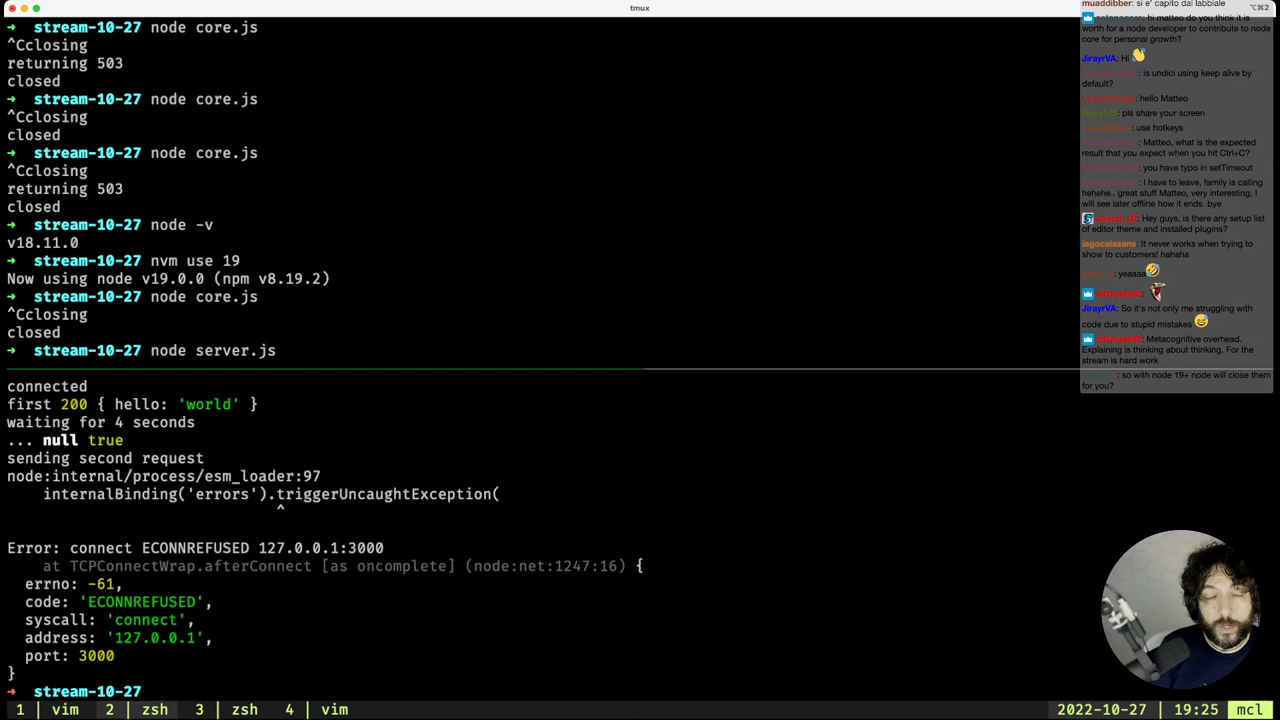 tmux
⌥⌘2
➜ stream-10-27 node core.js
^Cclosing
returning 503
closed
➜ stream-10-27 node core.js
^Cclosing
closed
➜ stream-10-27 node core.js
^Cclosing
returning 503
closed
➜ stream-10-27 node -v
v18.11.0
➜ stream-10-27 nvm use 19
Now using node v19.0.0 (npm v8.19.2)
➜ stream-10-27 node core.js
^Cclosing
closed
➜ stream-10-27 node server.js
connected
first 200 { hello: 'world' }
waiting for 4 seconds
... null true
sending second request
node:internal/process/esm_loader:97
internalBinding('errors').triggerUncaughtException(
^
Error: connect ECONNREFUSED 127.0.0.1:3000
at TCPConnectWrap.afterConnect [as oncomplete] (node:net:1247:16) {
errno: -61,
code: 'ECONNREFUSED',
syscall: 'connect',
address: '127.0.0.1',
port: 3000
}
➜ stream-10-27
1 | vim 2 | zsh 3 | zsh 4 | vim
2022-10-27 | 19:25 | mcl
muaddibber: si e' capito dal labbiale
: hi matteo do you think it is
worth for a node developer to contribute to node
core for personal growth?
JirayrVA: Hi 👋
: is undici using keep alive by
default?
: hello Matteo
: pls share your screen
: use hotkeys
: Matteo, what is the expected
result that you expect when you hit Ctrl+C?
: you have typo in setTimeout
: I have to leave, family is calling
hehehe.. great stuff Matteo, very interesting, I
will see later offline how it ends. bye
: Hey guys, is there any setup list
of editor theme and installed plugins?
iagocalazans: It never works when trying to
show to customers! hahaha
: yeaaaa🤣
:
JirayrVA: So it's not only me struggling with
code due to stupid mistakes 😅
: Metacognitive overhead.
Explaining is thinking about thinking. For the
stream is hard work
: so with node 19+ node will close them
for you?